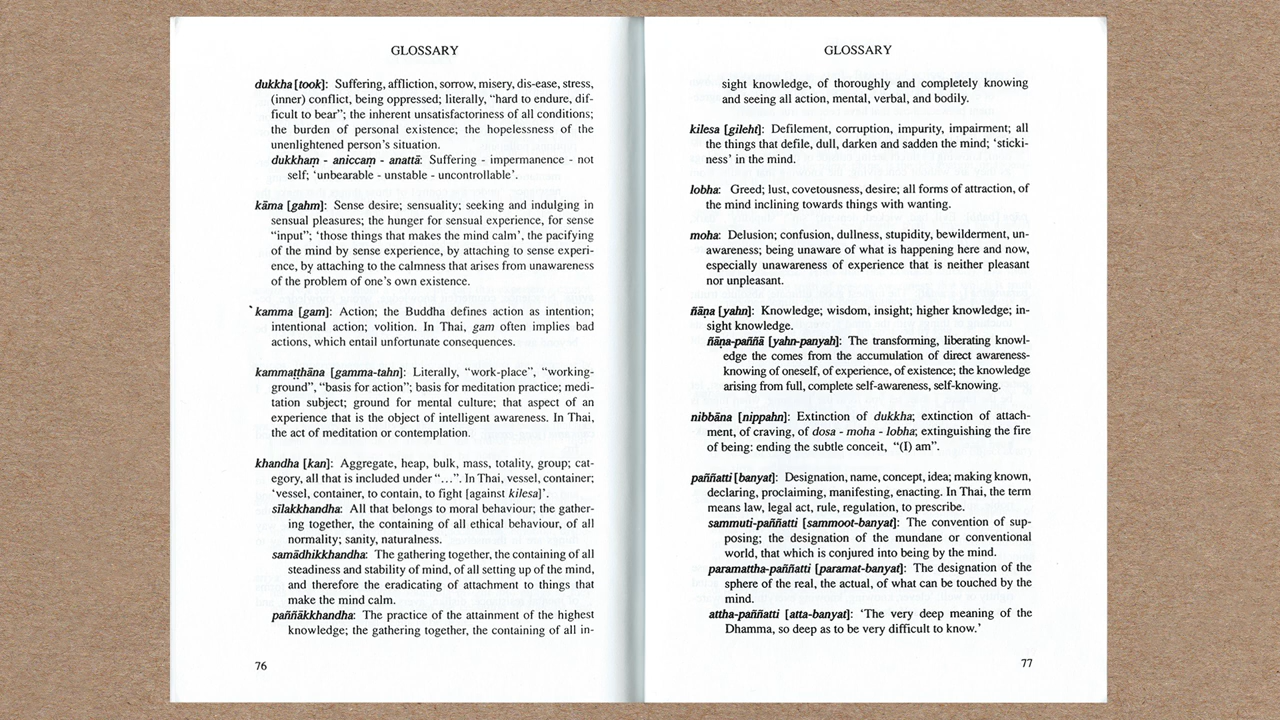 GLOSSARY
dukkha [took]: Suffering, affliction, sorrow, misery, dis-ease, stress,
(inner) conflict, being oppressed; literally, “hard to endure, dif-
ficult to bear”; the inherent unsatisfactoriness of all conditions;
the burden of personal existence; the hopelessness of the
unenlightened person’s situation.
dukkhaṃ - aniccaṃ - anattā: Suffering - impermanence - not
self; ‘unbearable - unstable - uncontrollable’.
kāma [gahm]: Sense desire; sensuality; seeking and indulging in
sensual pleasures; the hunger for sensual experience, for sense
“input”; ‘those things that makes the mind calm’, the pacifying
of the mind by sense experience, by attaching to sense experi-
ence, by attaching to the calmness that arises from unawareness
of the problem of one’s own existence.
kamma [gam]: Action; the Buddha defines action as intention;
intentional action; volition. In Thai, gam often implies bad
actions, which entail unfortunate consequences.
kammaṭṭhāna [gamma-tahn]: Literally, “work-place”, “working-
ground”, “basis for action”; basis for meditation practice; medi-
tation subject; ground for mental culture; that aspect of an
experience that is the object of intelligent awareness. In Thai,
the act of meditation or contemplation.
khandha [kan]: Aggregate, heap, bulk, mass, totality, group; cat-
egory, all that is included under “…”. In Thai, vessel, container;
‘vessel, container, to contain, to fight [against kilesa]’.
sīlakkhandha: All that belongs to moral behaviour; the gather-
ing together, the containing of all ethical behaviour, of all
normality; sanity, naturalness.
samādhikkhandha: The gathering together, the containing of all
steadiness and stability of mind, of all setting up of the mind,
and therefore the eradicating of attachment to things that
make the mind calm.
paññākkhandha: The practice of the attainment of the highest
knowledge; the gathering together, the containing of all in-
76
GLOSSARY
sight knowledge, of thoroughly and completely knowing
and seeing all action, mental, verbal, and bodily.
kilesa [gileht]: Defilement, corruption, impurity, impairment; all
the things that defile, dull, darken and sadden the mind; ‘sticki-
ness’ in the mind.
lobha: Greed; lust, covetousness, desire; all forms of attraction, of
the mind inclining towards things with wanting.
moha: Delusion; confusion, dullness, stupidity, bewilderment, un-
awareness; being unaware of what is happening here and now,
especially unawareness of experience that is neither pleasant
nor unpleasant.
ñāṇa [yahn]: Knowledge; wisdom, insight; higher knowledge; in-
sight knowledge.
ñāṇa-paññā [yahn-panyah]: The transforming, liberating knowl-
edge the comes from the accumulation of direct awareness-
knowing of oneself, of experience, of existence; the knowledge
arising from full, complete self-awareness, self-knowing.
nibbāna [nippahn]: Extinction of dukkha; extinction of attach-
ment, of craving, of dosa - moha - lobha; extinguishing the fire
of being: ending the subtle conceit, “(I) am”.
paññatti [banyat]: Designation, name, concept, idea; making known,
declaring, proclaiming, manifesting, enacting. In Thai, the term
means law, legal act, rule, regulation, to prescribe.
sammuti-paññatti [sammoot-banyat]: The convention of sup-
posing; the designation of the mundane or conventional
world, that which is conjured into being by the mind.
paramattha-paññatti [paramat-banyat]: The designation of the
sphere of the real, the actual, of what can be touched by the
mind.
attha-paññatti [atta-banyat]: ‘The very deep meaning of the
Dhamma, so deep as to be very difficult to know.’
77